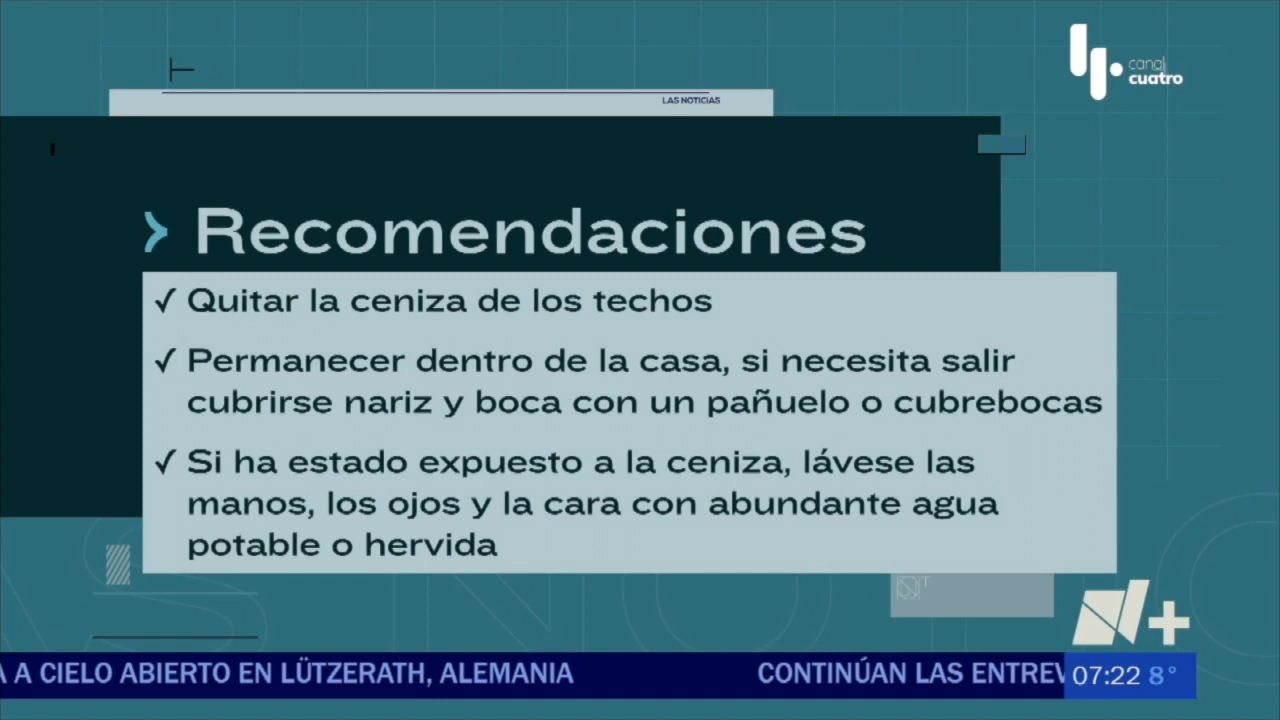 canal
cuatro
LAS NOTICIAS
Recomendaciones
✓ Quitar la ceniza de los techos
✓ Permanecer dentro de la casa, si necesita salir
cubrirse nariz y boca con un pañuelo o cubrebocas
✓ Si ha estado expuesto a la ceniza, lávese las
manos, los ojos y la cara con abundante agua
potable o hervida
N+
A A CIELO ABIERTO EN LÜTZERATH, ALEMANIA CONTINÚAN LAS ENTREV
07:22 8°